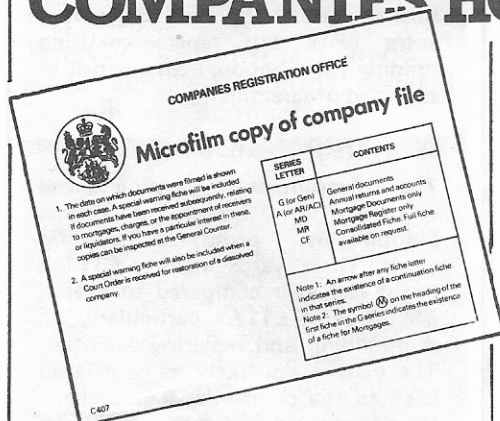 COMPANIES H
extra work
programm
COMPANIES REGISTRATION OFFICE
Microfilm copy of company file
1. The date on which documents were filmed is shown
in each case. A special warning fiche will be included
if documents have been received subsequently, relating
to mortgages, charges, or the appointment of receivers
or liquidators. If you have a particular interest in these,
copies can be inspected at the General Counter.
2. A special warning fiche will also be included when a
Court Order is received for restoration of a dissolved
company.
SERIES
LETTER
CONTENTS
G (or Gen) General documents
A (or AR/AC) Annual returns and accounts
MD Mortgage Documents only
MR Mortgage Register only
CF Consolidated Fiche. Full fiche
available on request.
Note 1: An arrow after any fiche letter
indicates the existence of a continuation fiche
in that series.
Note 2: The symbol Ⓜ on the heading of the
first fiche in the G series indicates the existence
of a fiche for Mortgages.
C407